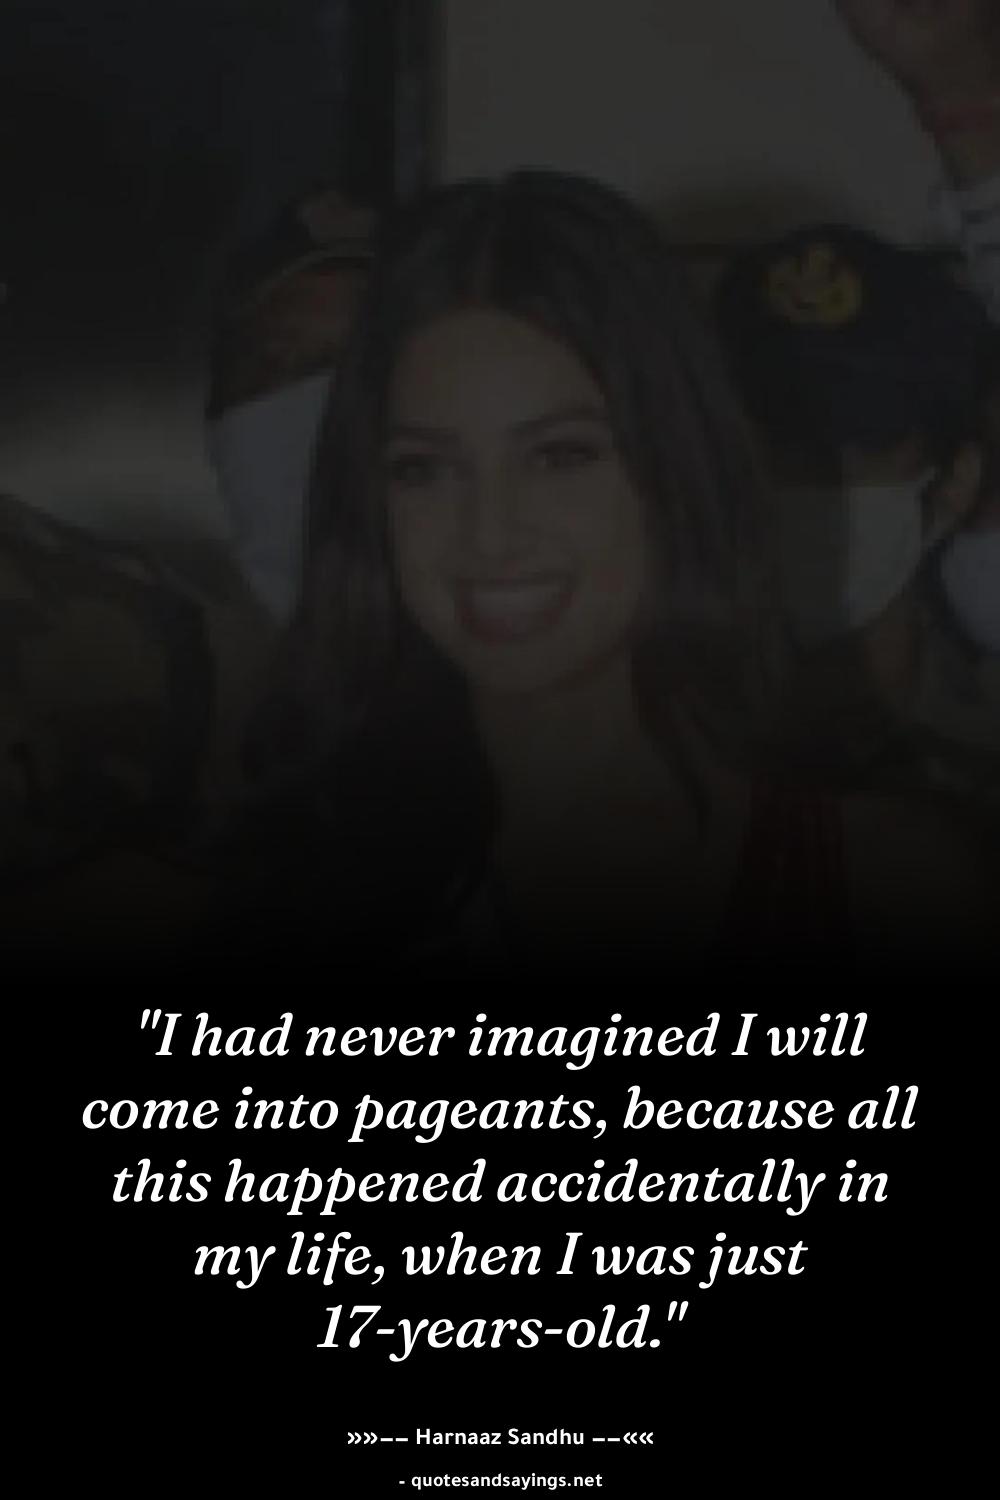 "I had never imagined I will
come into pageants, because all
this happened accidentally in
my life, when I was just
17-years-old."
»»−− Harnaaz Sandhu −−««
- quotesandsayings.net